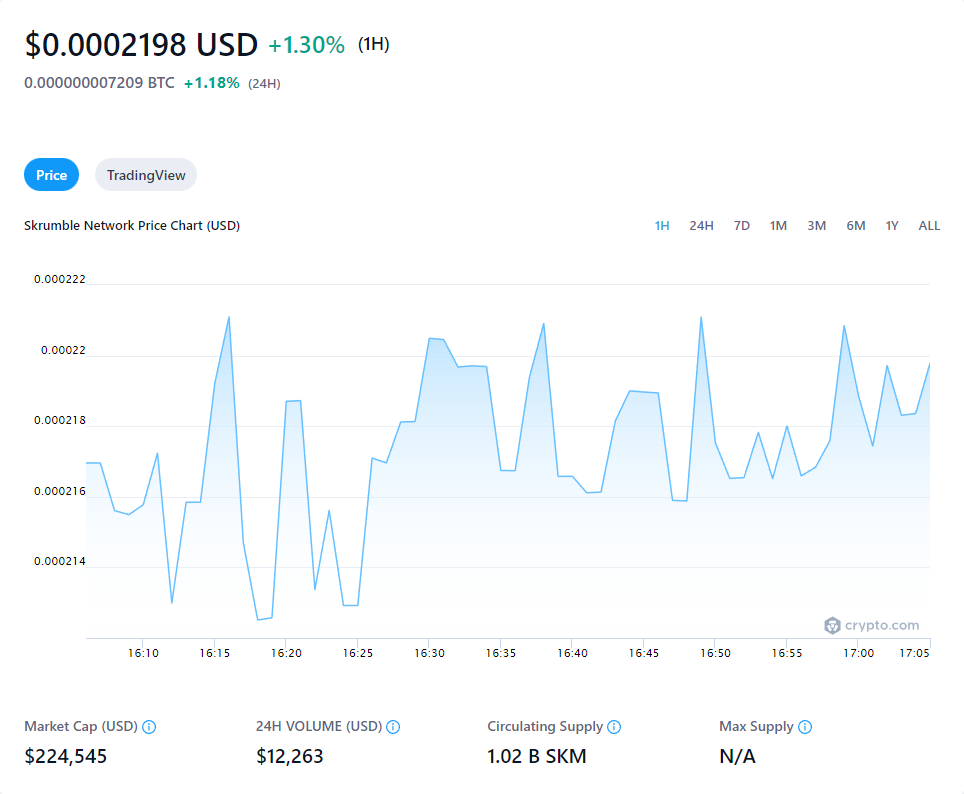 $0.0002198 USD +1.30% (1H)
0.000000007209 BTC +1.18% (24H)
Price TradingView
Skrumble Network Price Chart (USD) 1H 24H 7D 1M 3M 6M 1Y ALL
0.000222
0.00022
0.000218
0.000216
0.000214
crypto.com
16:10 16:15 16:20 16:25 16:30 16:35 16:40 16:45 16:50 16:55 17:00 17:05
Market Cap (USD) 24H VOLUME (USD) Circulating Supply Max Supply
$224,545 $12,263 1.02 B SKM N/A